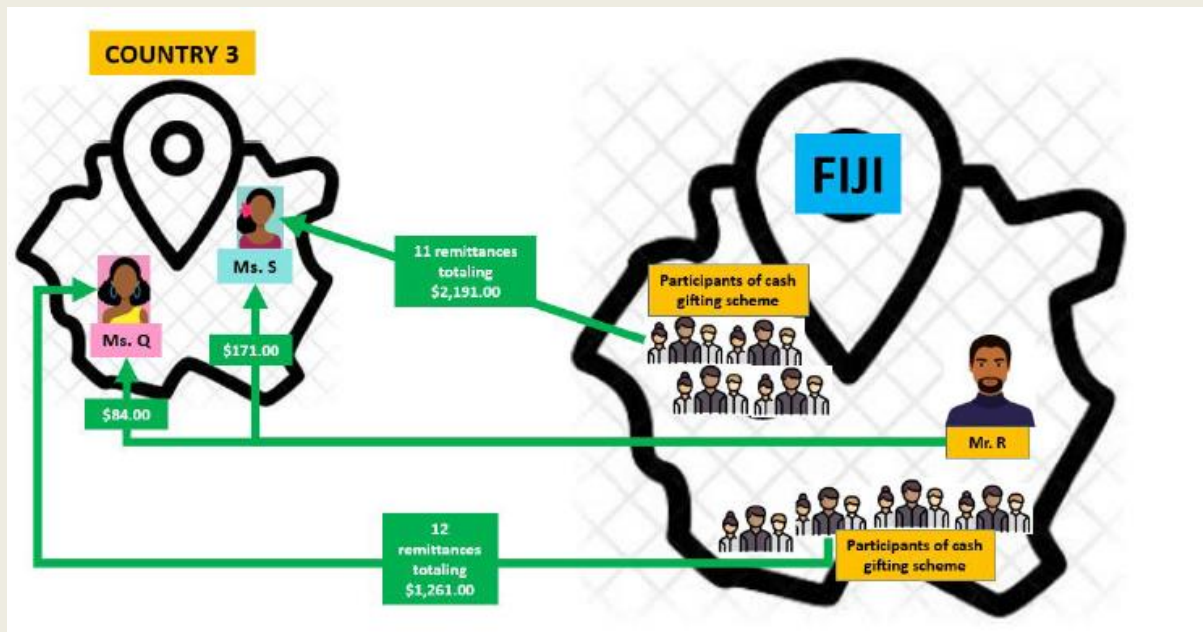 COUNTRY 3
FIJI
Ms. S
11 remittances
totaling
$2,191.00
Participants of cash
gifting scheme
Ms. Q
$171.00
$84.00
Mr. R
12
remittances
totaling
$1,261.00
Participants of cash
gifting scheme